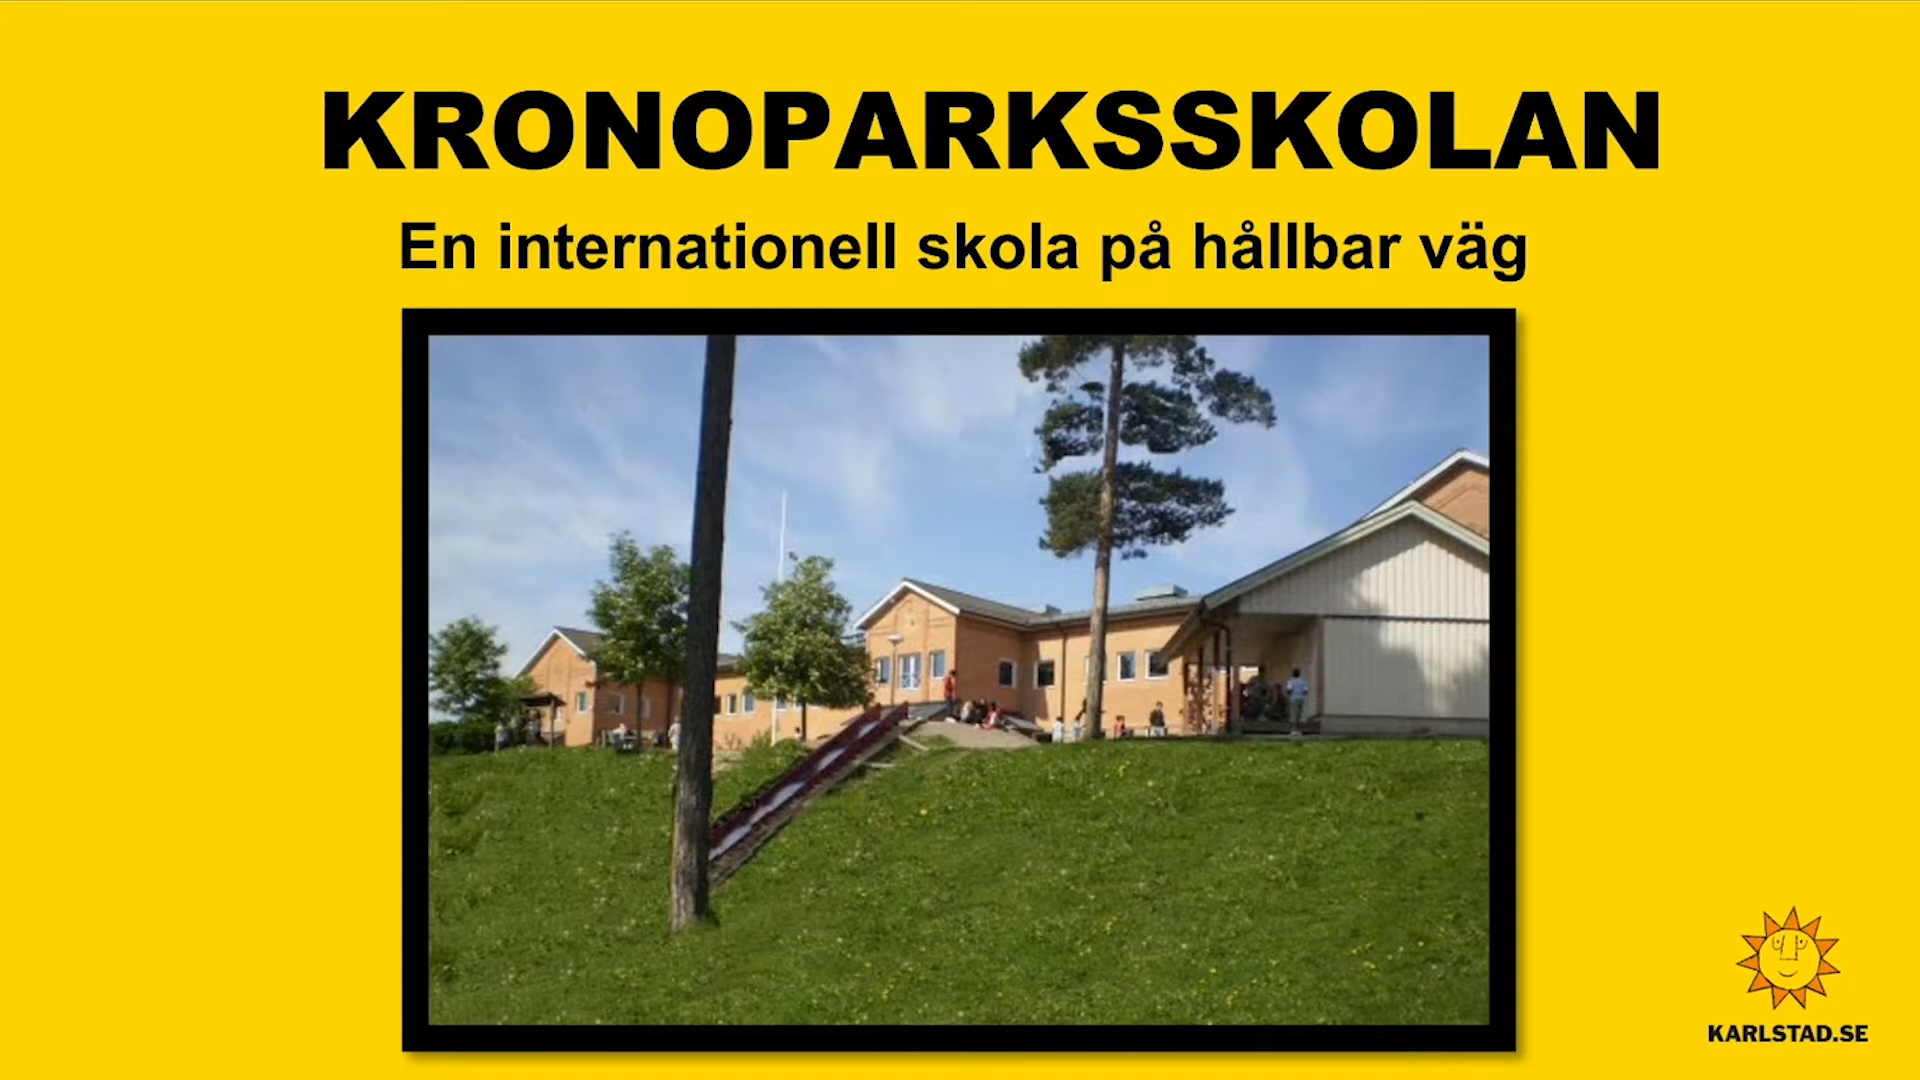 KRONOPARKSSKOLAN
En internationell skola på hållbar väg
KARLSTAD.SE